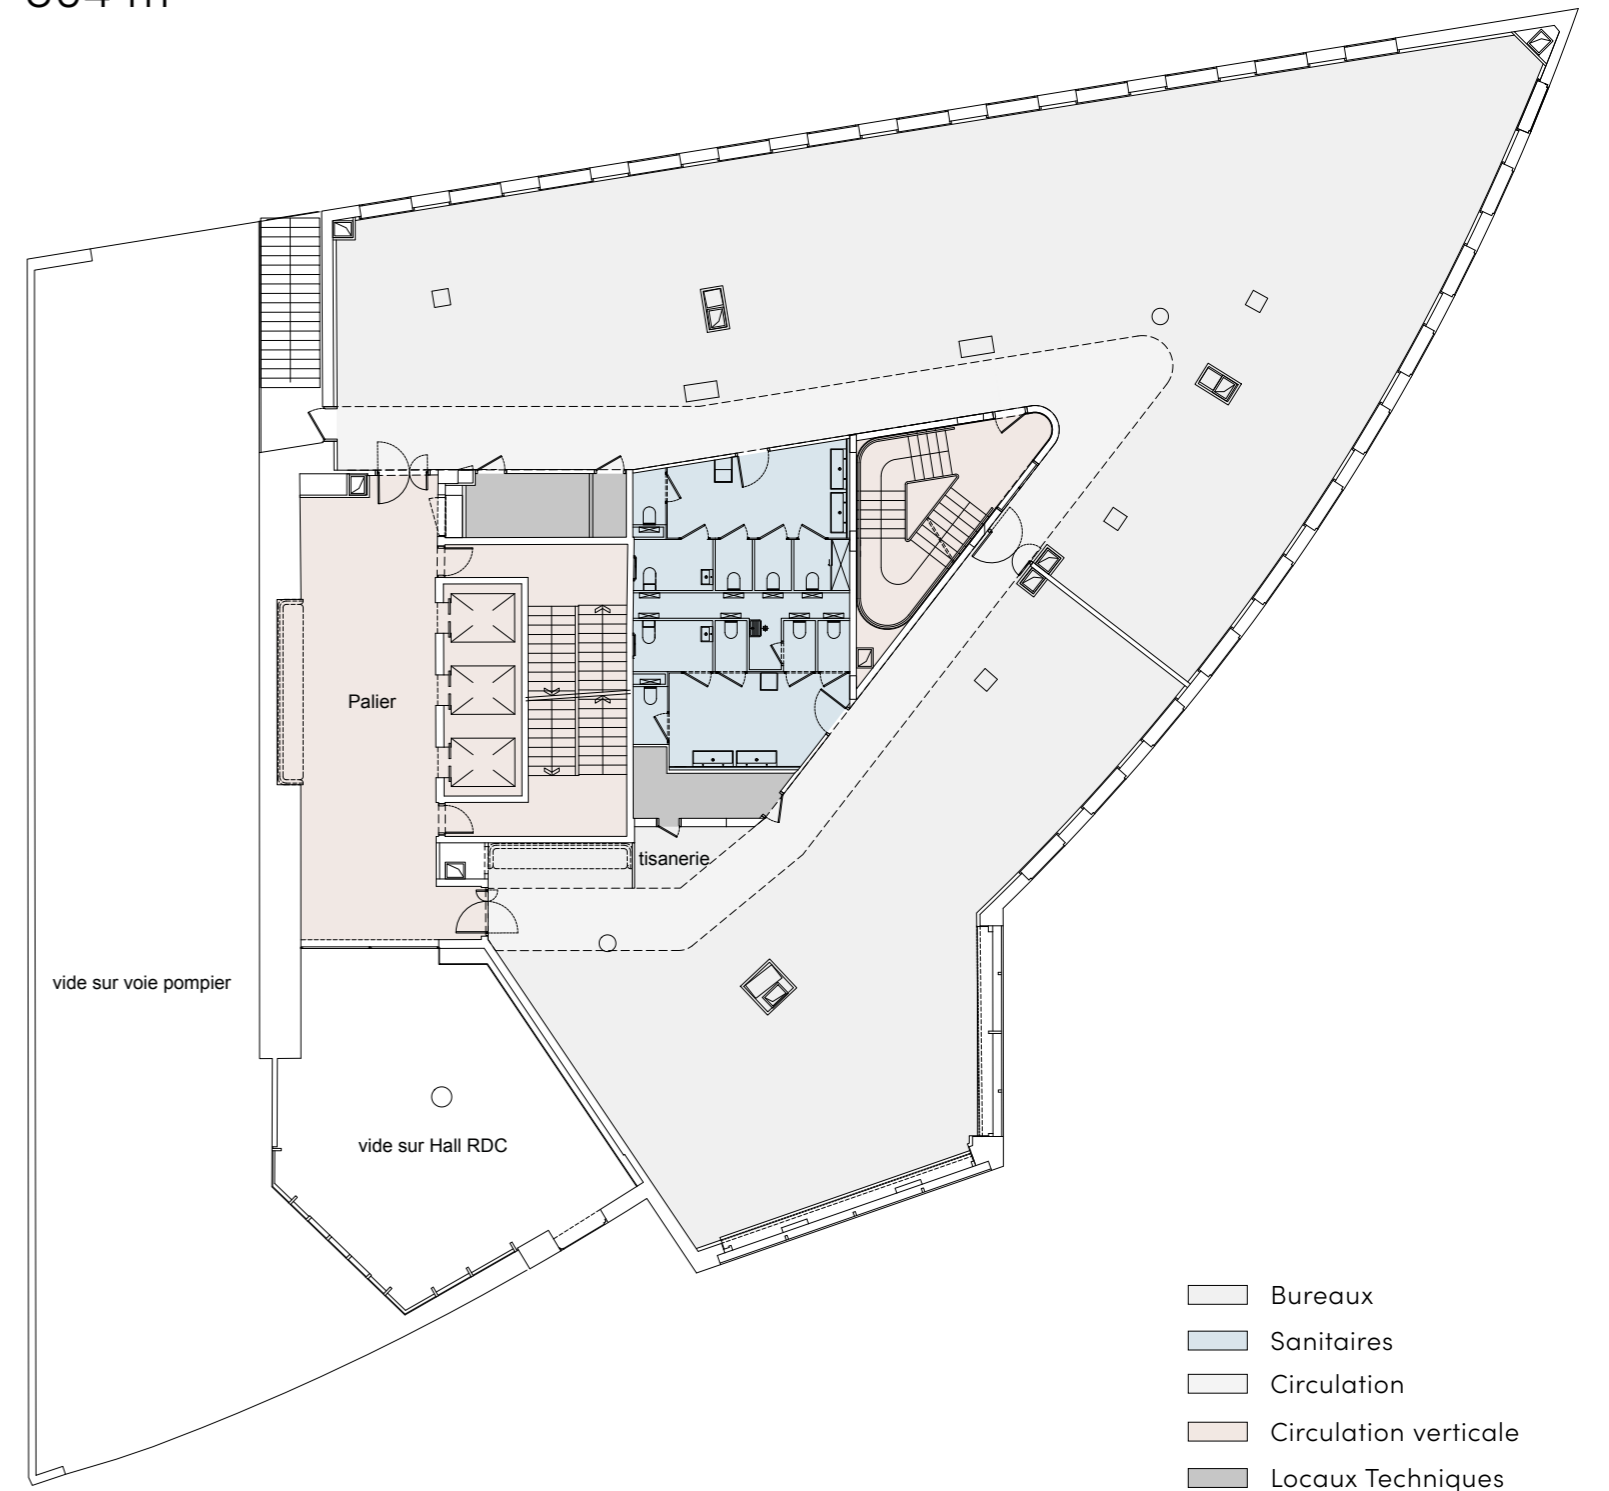 Palier
tisanerie
vide sur voie pompier
vide sur Hall RDC
Bureaux
Sanitaires
Circulation
Circulation verticale
Locaux Techniques